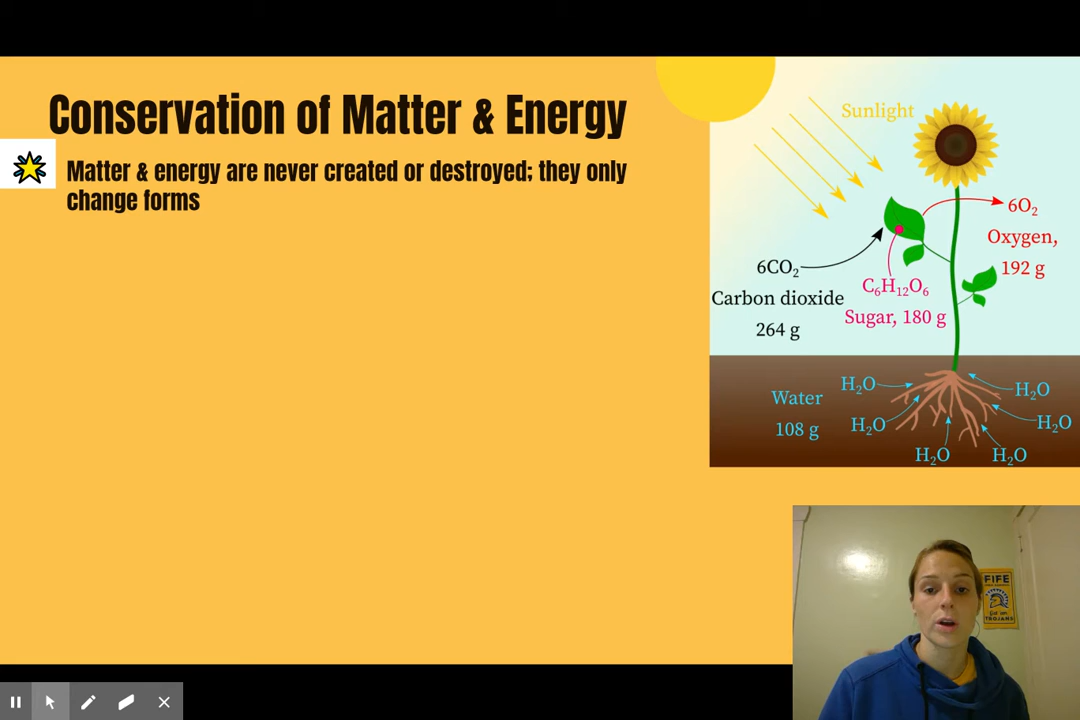 Conservation of Matter & Energy
Matter & energy are never created or destroyed; they only
change forms
Sunlight
6O₂
Oxygen,
192 g
6CO₂
Carbon dioxide
264 g
C₆H₁₂O₆
Sugar, 180 g
Water
108 g
H₂O
H₂O
H₂O
H₂O
H₂O
H₂O
FIFE
TROJANS